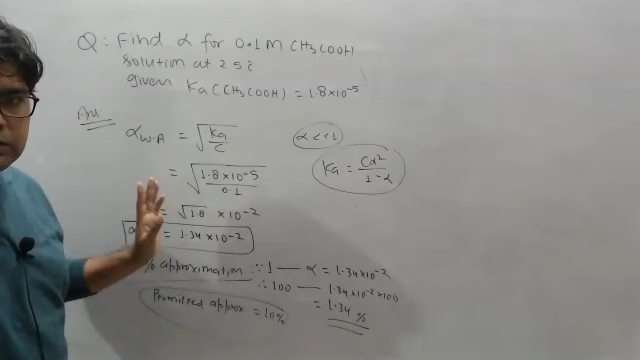 Q: Find α for 0.1M CH3COOH
solution at 25c
given Ka(CH3COOH) = 1.8×10-5
Ans
αW.A = √Ka/C
α<<1
Ka = Cα2/1-α
= √1.8×10-5/0.1
= √1.8 × 10-2
α = 1.34×10-2
% approximation ∵ 1 — α = 1.34×10-2
∴ 100 — 1.34×10-2×100
= 1.34%
Permitted approx = 10%